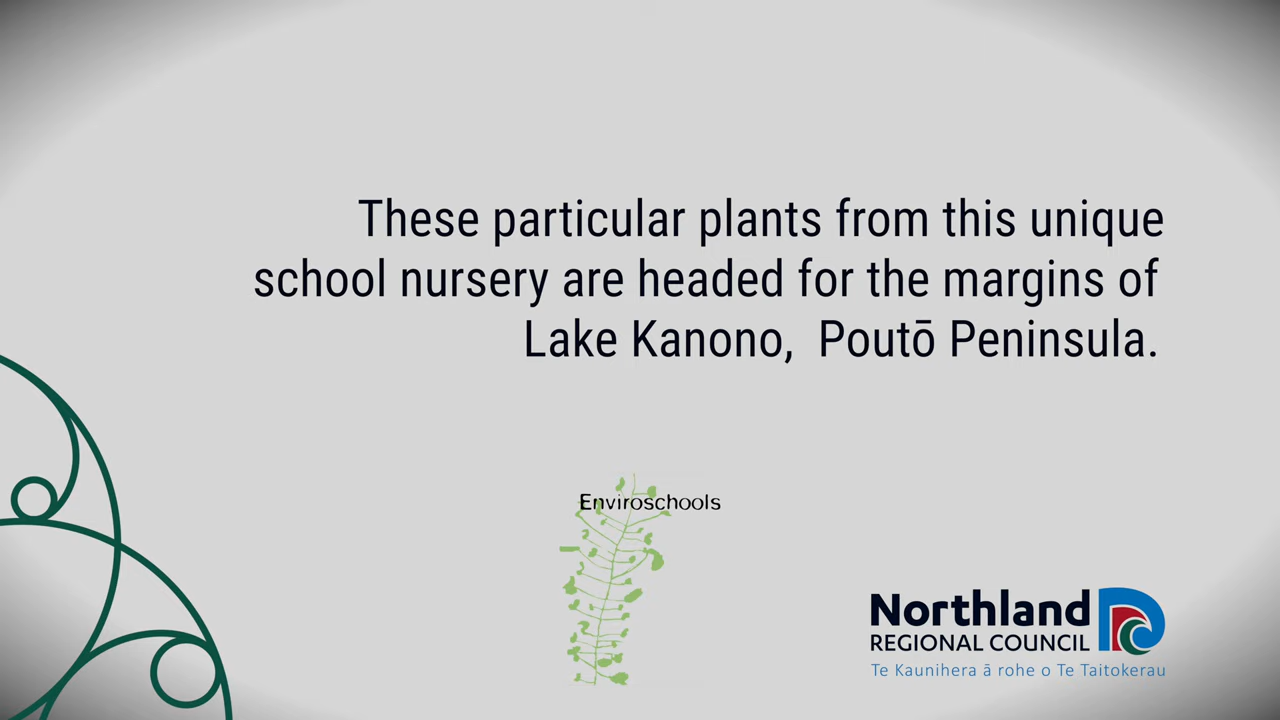 These particular plants from this unique
school nursery are headed for the margins of
Lake Kanono, Poutō Peninsula.
Enviroschools
Northland
REGIONAL COUNCIL
Te Kaunihera ā rohe o Te Taitokerau